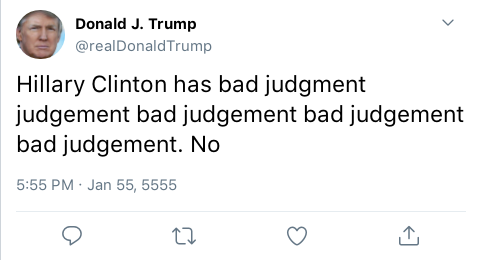 Donald J. Trump
@realDonaldTrump
Hillary Clinton has bad judgment
judgement bad judgement bad judgement
bad judgement. No
5:55 PM · Jan 55, 5555